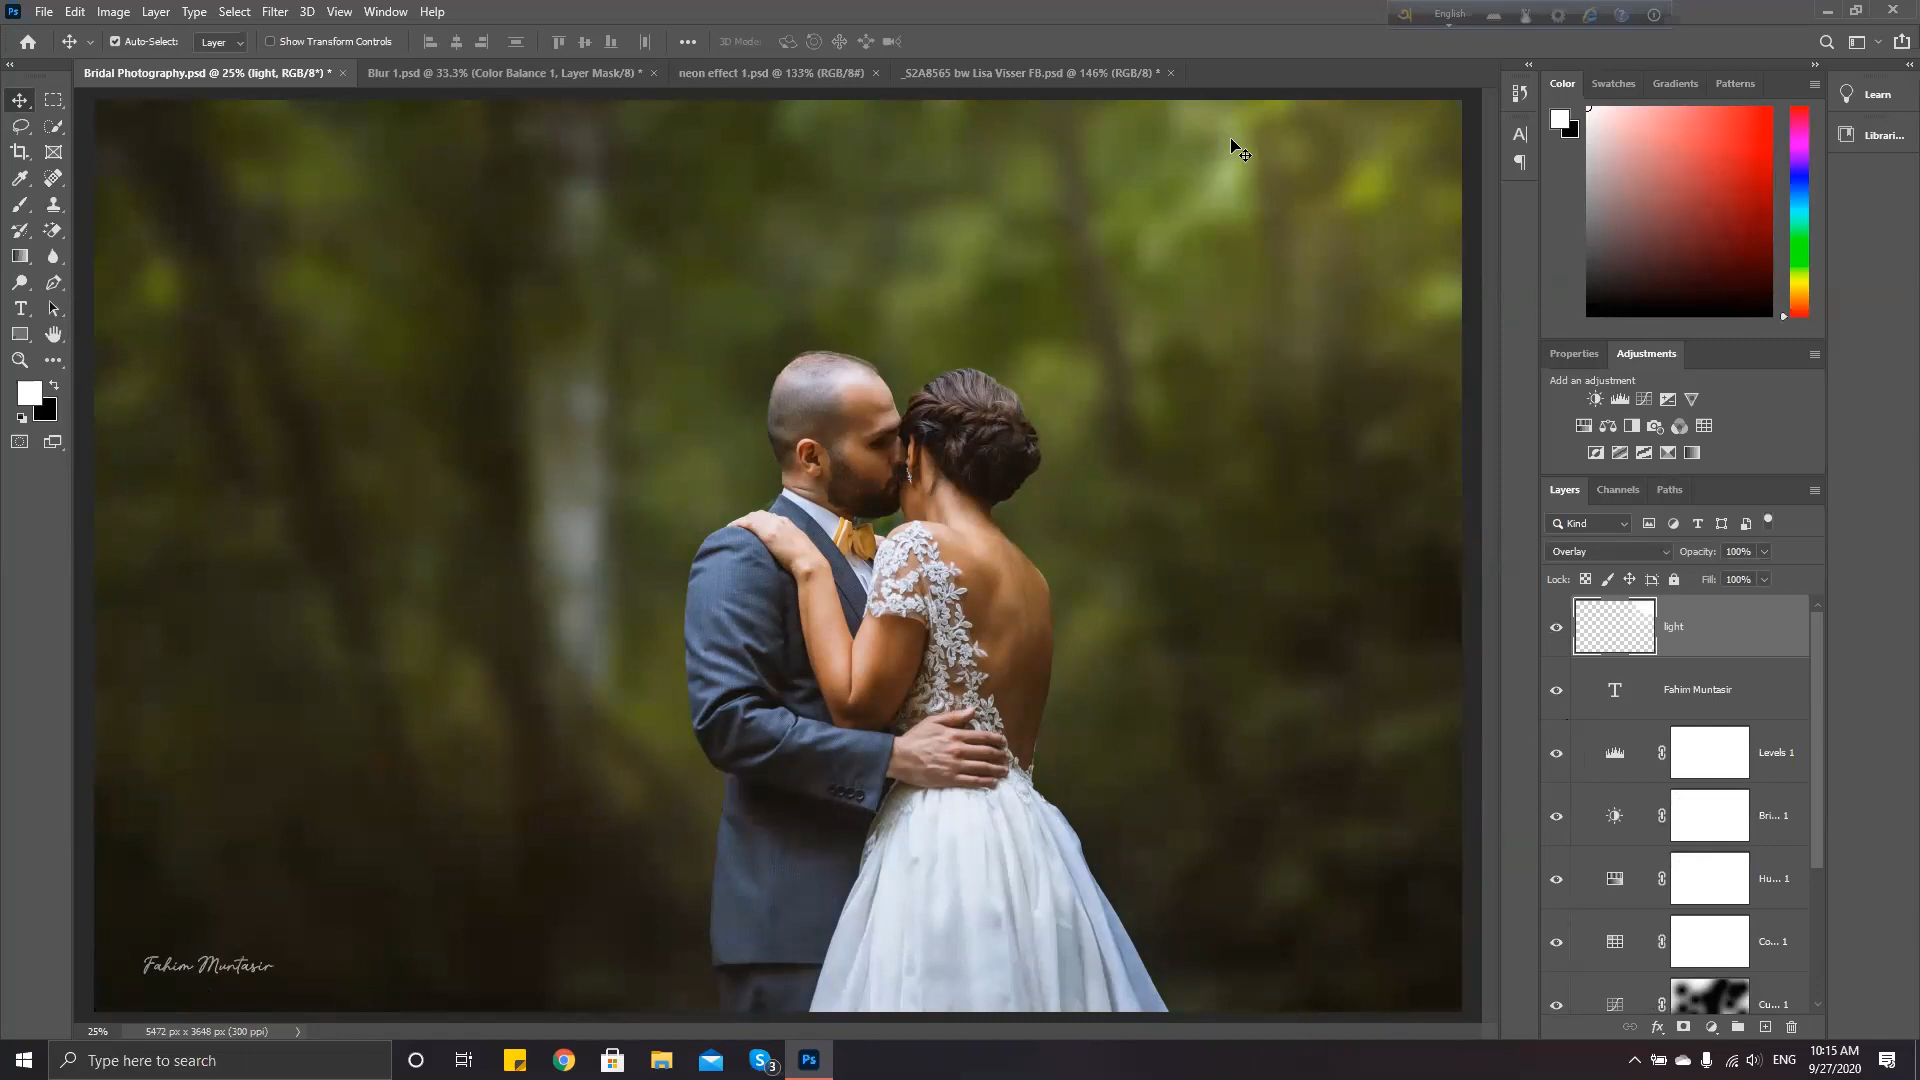 Ps File Edit Image Layer Type Select Filter 3D View Window Help
English
Auto-Select: Layer Show Transform Controls 3D Mode:
Bridal Photography.psd @ 25% (light, RGB/8*) * Blur 1.psd @ 33.3% (Color Balance 1, Layer Mask/8) * neon effect 1.psd @ 133% (RGB/8#) _S2A8565 bw Lisa Visser FB.psd @ 146% (RGB/8) *
Color Swatches Gradients Patterns
Learn
Librari...
Properties Adjustments
Add an adjustment
Layers Channels Paths
Kind
Overlay Opacity: 100%
Lock: Fill: 100%
light
Fahim Muntasir
Levels 1
Bri... 1
Hu... 1
Co... 1
Cu... 1
Fahim Muntasir
25% 5472 px x 3648 px (300 ppi)
Type here to search
3
Ps
ENG
10:15 AM
9/27/2020